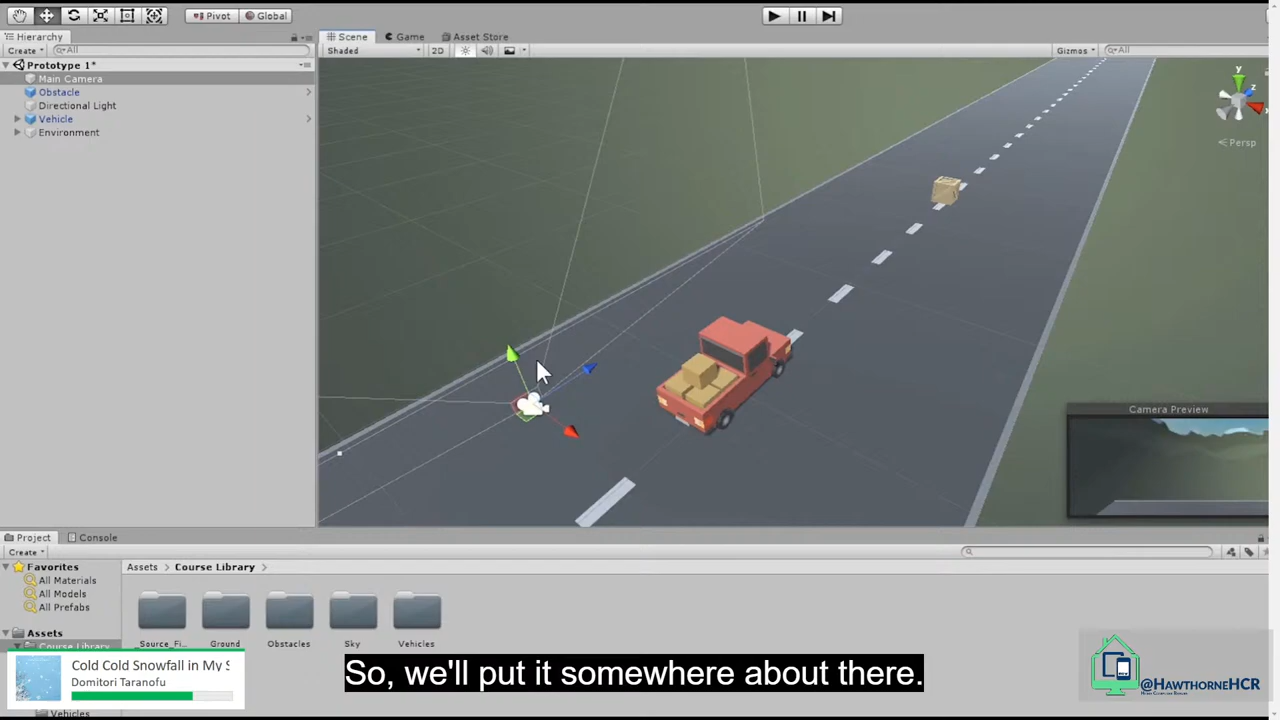 Pivot
Global
Hierarchy
Scene
Game
Asset Store
Create
All
Shaded
2D
Gizmos
All
Prototype 1*
Main Camera
Obstacle
Directional Light
Vehicle
Environment
y
z
x
Persp
Camera Preview
Project
Console
Create
Favorites
All Materials
All Models
All Prefabs
Assets
Course Library
Vehicles
Assets
Course Library
_Source_Fi...
Ground
Obstacles
Sky
Vehicles
Cold Cold Snowfall in My S
Domitori Taranofu
So, we'll put it somewhere about there.
@HAWTHORNEHCR